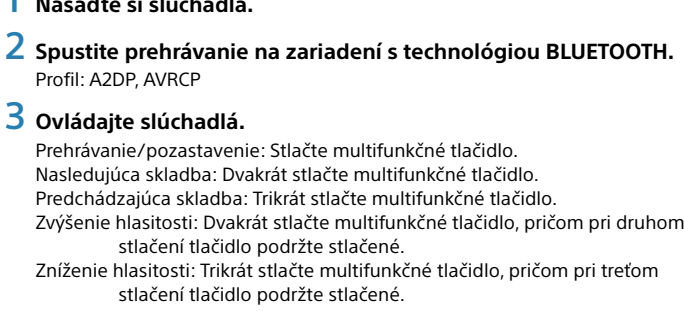 1 Nasaďte si slúchadlá.
2 Spustite prehrávanie na zariadení s technológiou BLUETOOTH.
Profil: A2DP, AVRCP
3 Ovládajte slúchadlá.
Prehrávanie/pozastavenie: Stlačte multifunkčné tlačidlo.
Nasledujúca skladba: Dvakrát stlačte multifunkčné tlačidlo.
Predchádzajúca skladba: Trikrát stlačte multifunkčné tlačidlo.
Zvýšenie hlasitosti: Dvakrát stlačte multifunkčné tlačidlo, pričom pri druhom
stlačení tlačidlo podržte stlačené.
Zníženie hlasitosti: Trikrát stlačte multifunkčné tlačidlo, pričom pri treťom
stlačení tlačidlo podržte stlačené.